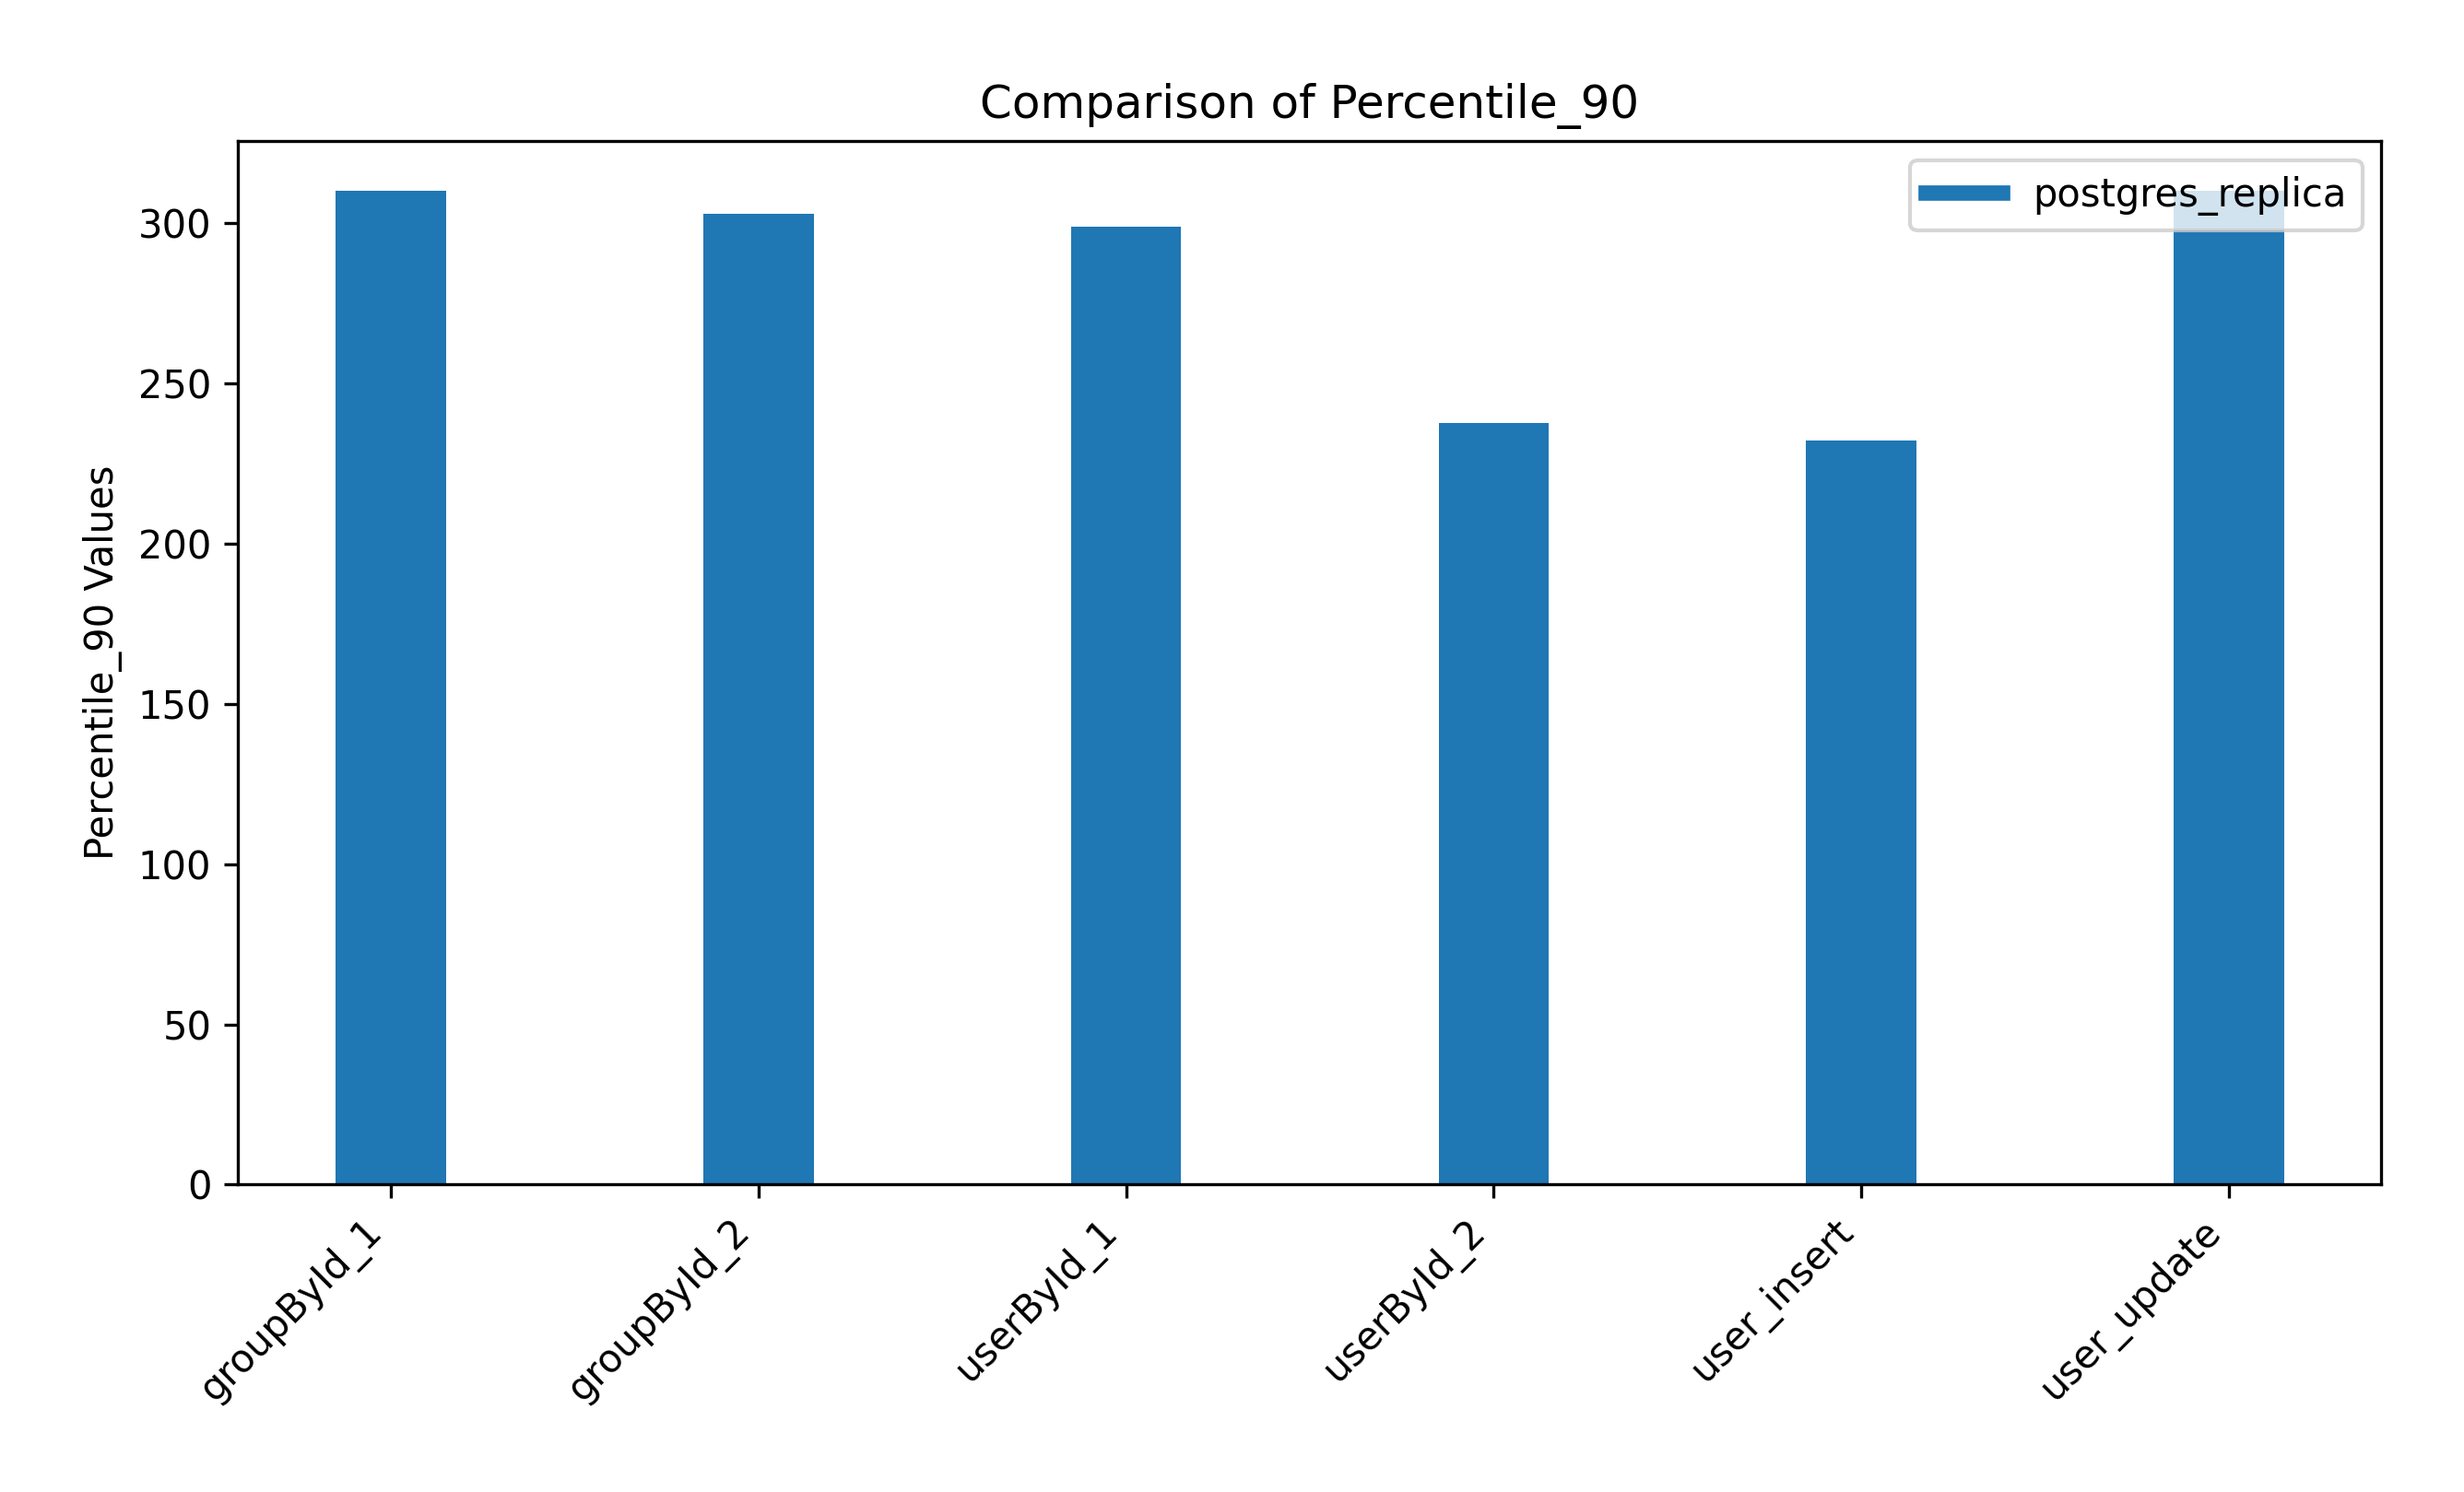 Comparison of Percentile_90
postgres_replica
Percentile_90 Values
300
250
200
150
100
50
0
groupById_1
groupById_2
userById_1
userById_2
user_insert
user_update